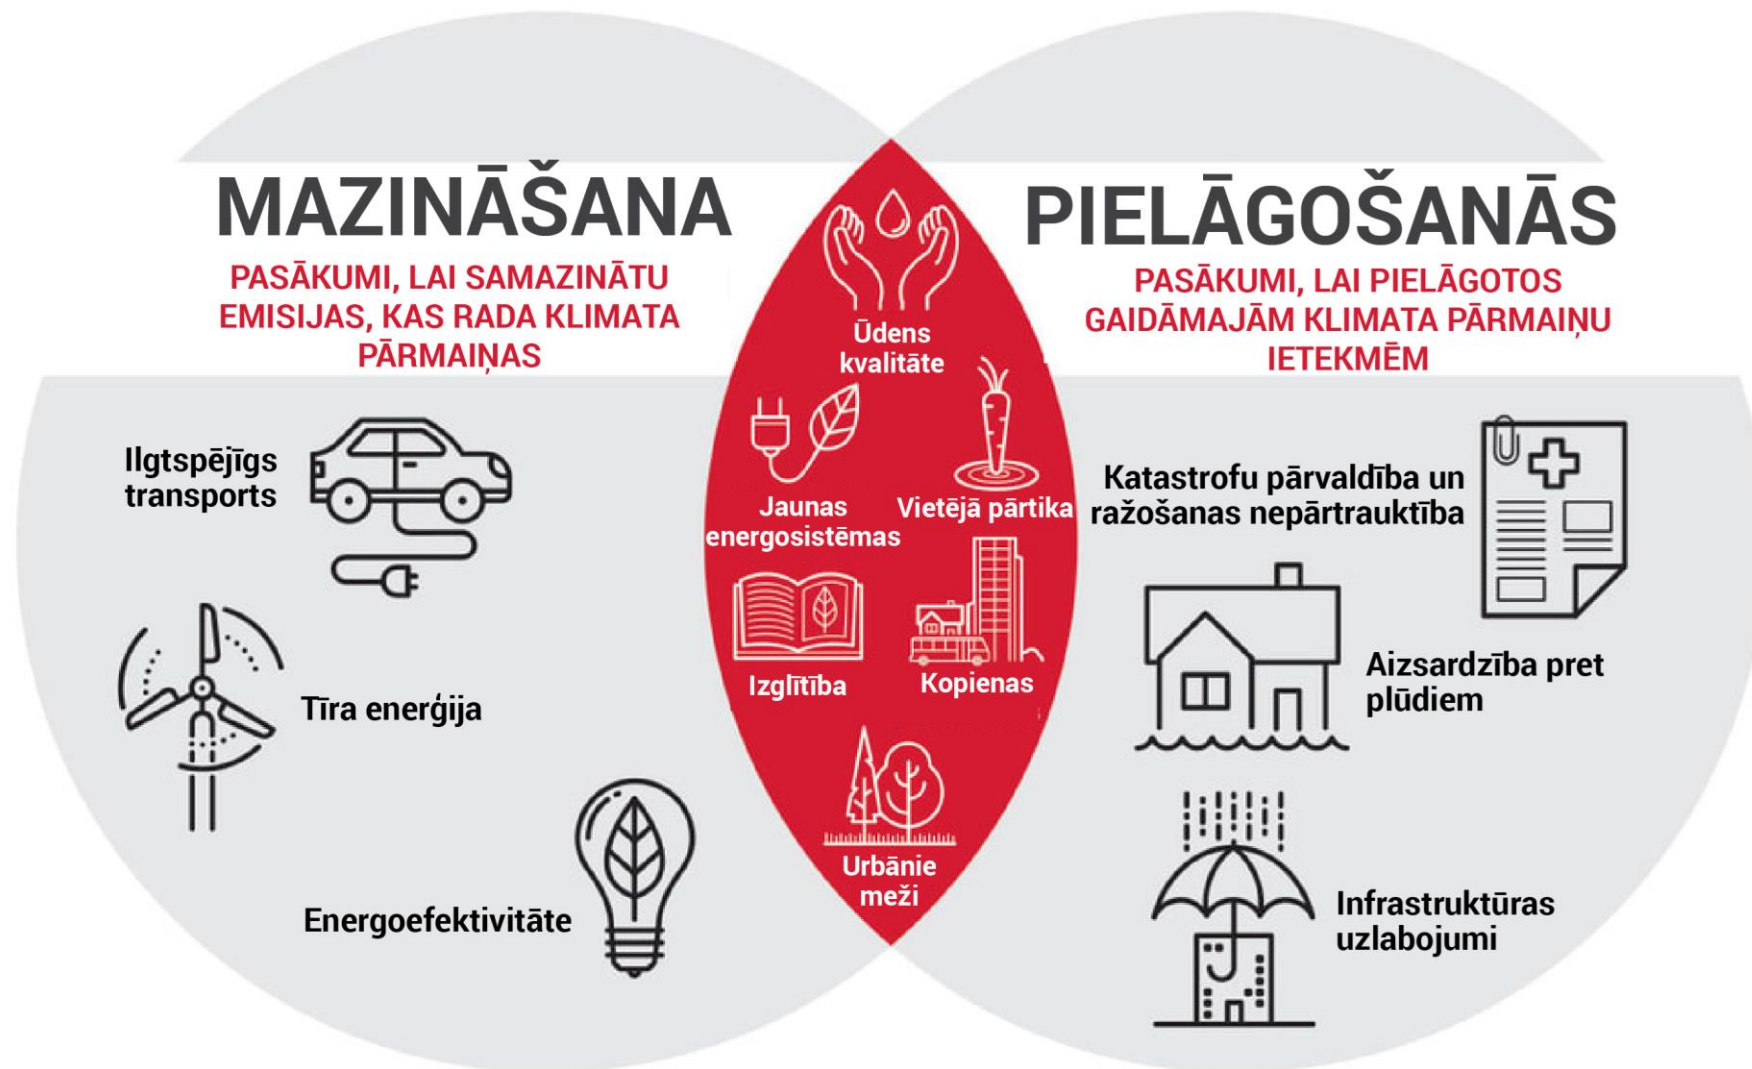 MAZINĀŠANA
PASĀKUMI, LAI SAMAZINĀTU
EMISIJAS, KAS RADA KLIMATA
PĀRMAIŅAS
Ilgtspējīgs
transports
Tīra enerģija
Energoefektivitāte
Ūdens
kvalitāte
Jaunas
energosistēmas
Vietējā pārtika
Izglītība
Kopienas
Urbānie
meži
PIELĀGOŠANĀS
PASĀKUMI, LAI PIELĀGOTOS
GAIDĀMAJĀM KLIMATA PĀRMAIŅU
IETEKMĒM
Katastrofu pārvaldība un
ražošanas nepārtrauktība
Aizsardzība pret
plūdiem
Infrastruktūras
uzlabojumi